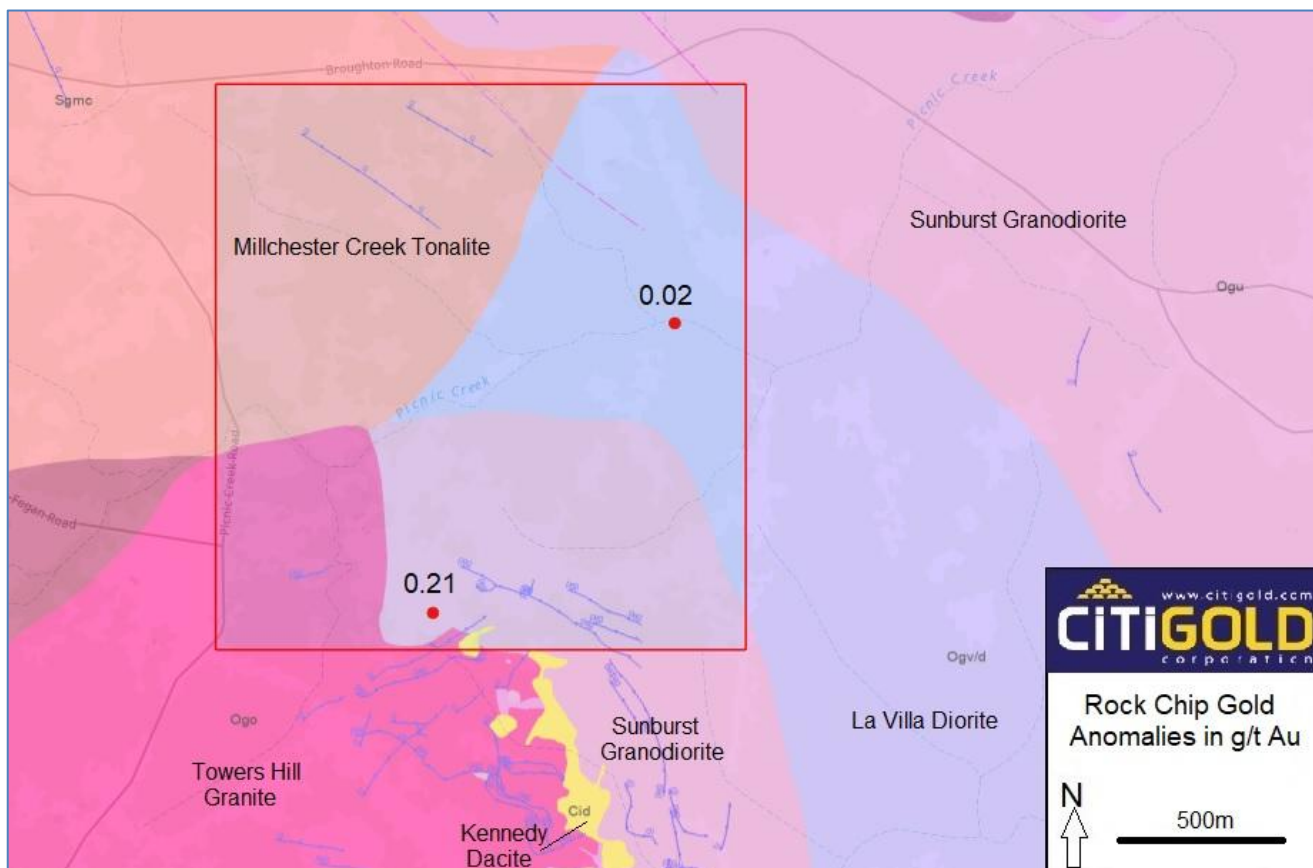 Broughton Road
Sgmc
Picnic Creek
Millchester Creek Tonalite
Sunburst Granodiorite
Ogu
0.02
Picnic Creek
Picnic Creek Road
Fegan Road
0.21
Ogv/d
Ogo
Sunburst
Granodiorite
La Villa Diorite
Towers Hill
Granite
Cid
Kennedy
Dacite
www.citigold.com
CITIGOLD
corporation
Rock Chip Gold
Anomalies in g/t Au
N
500m